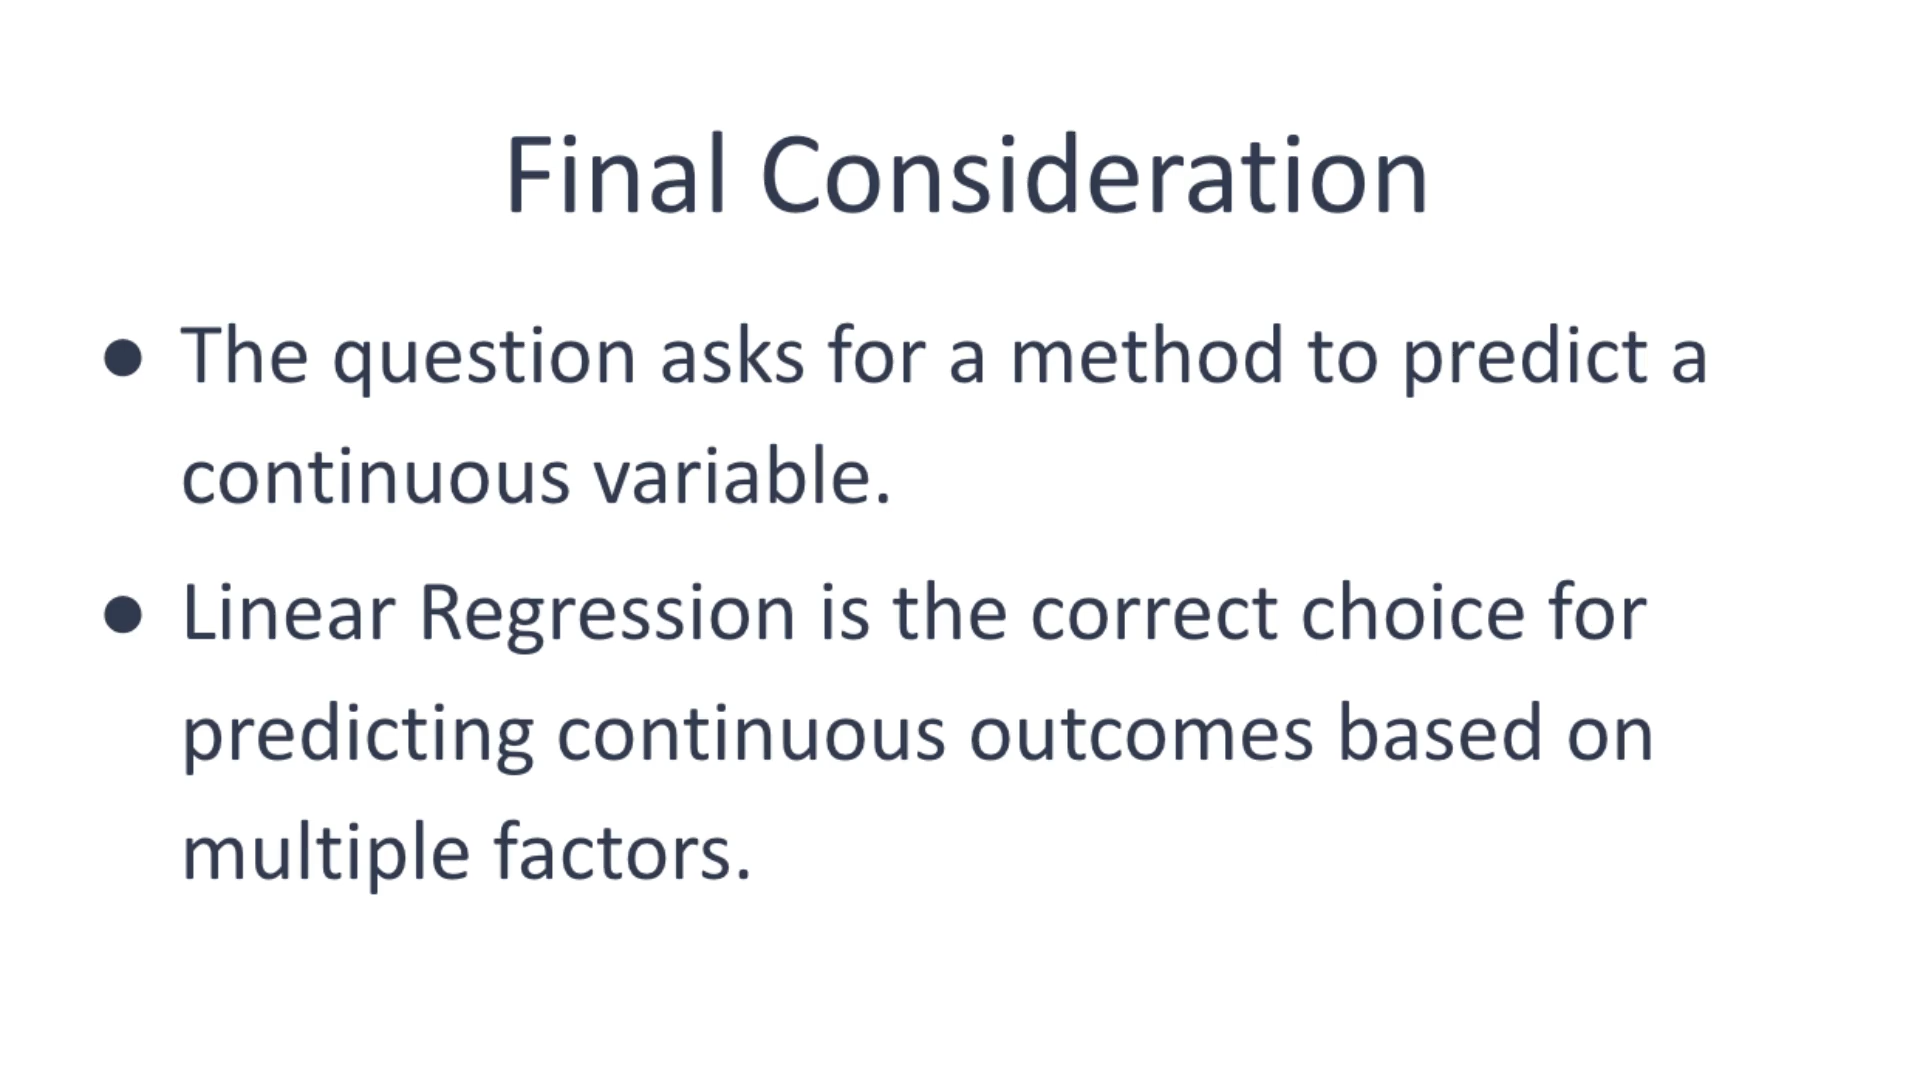 Final Consideration
● The question asks for a method to predict a
continuous variable.
● Linear Regression is the correct choice for
predicting continuous outcomes based on
multiple factors.